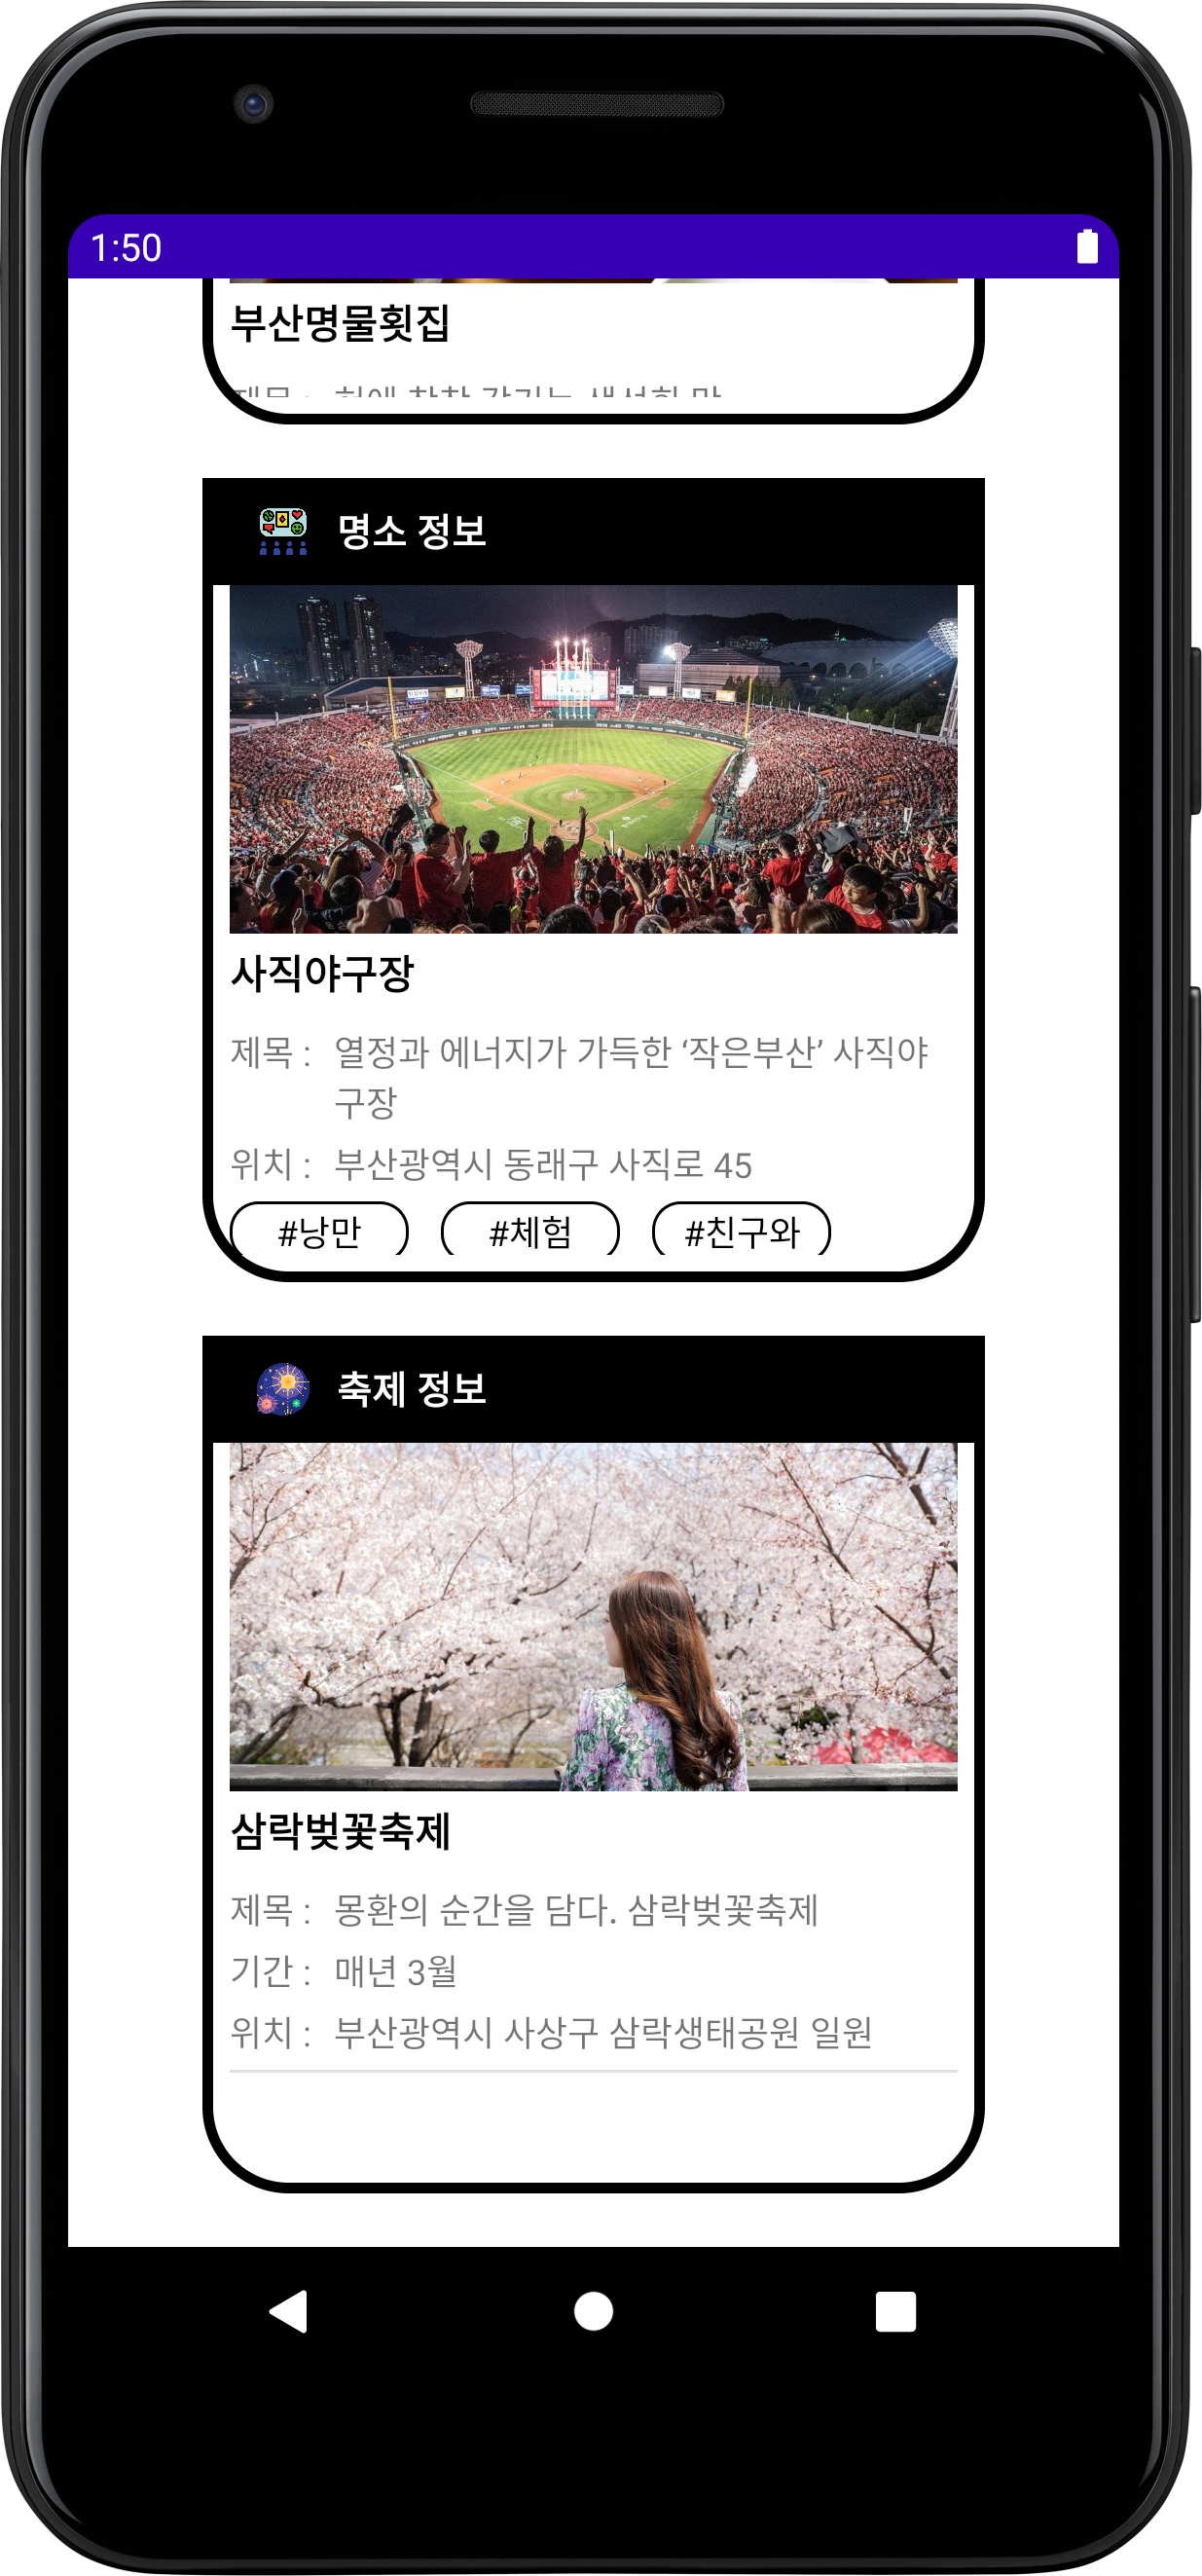 1:50
부산명물횟집
명소 정보
사직야구장
제목 : 열정과 에너지가 가득한 ‘작은부산’ 사직야
구장
위치 : 부산광역시 동래구 사직로 45
#낭만 #체험 #친구와
축제 정보
삼락벚꽃축제
제목 : 몽환의 순간을 담다. 삼락벚꽃축제
기간 : 매년 3월
위치 : 부산광역시 사상구 삼락생태공원 일원